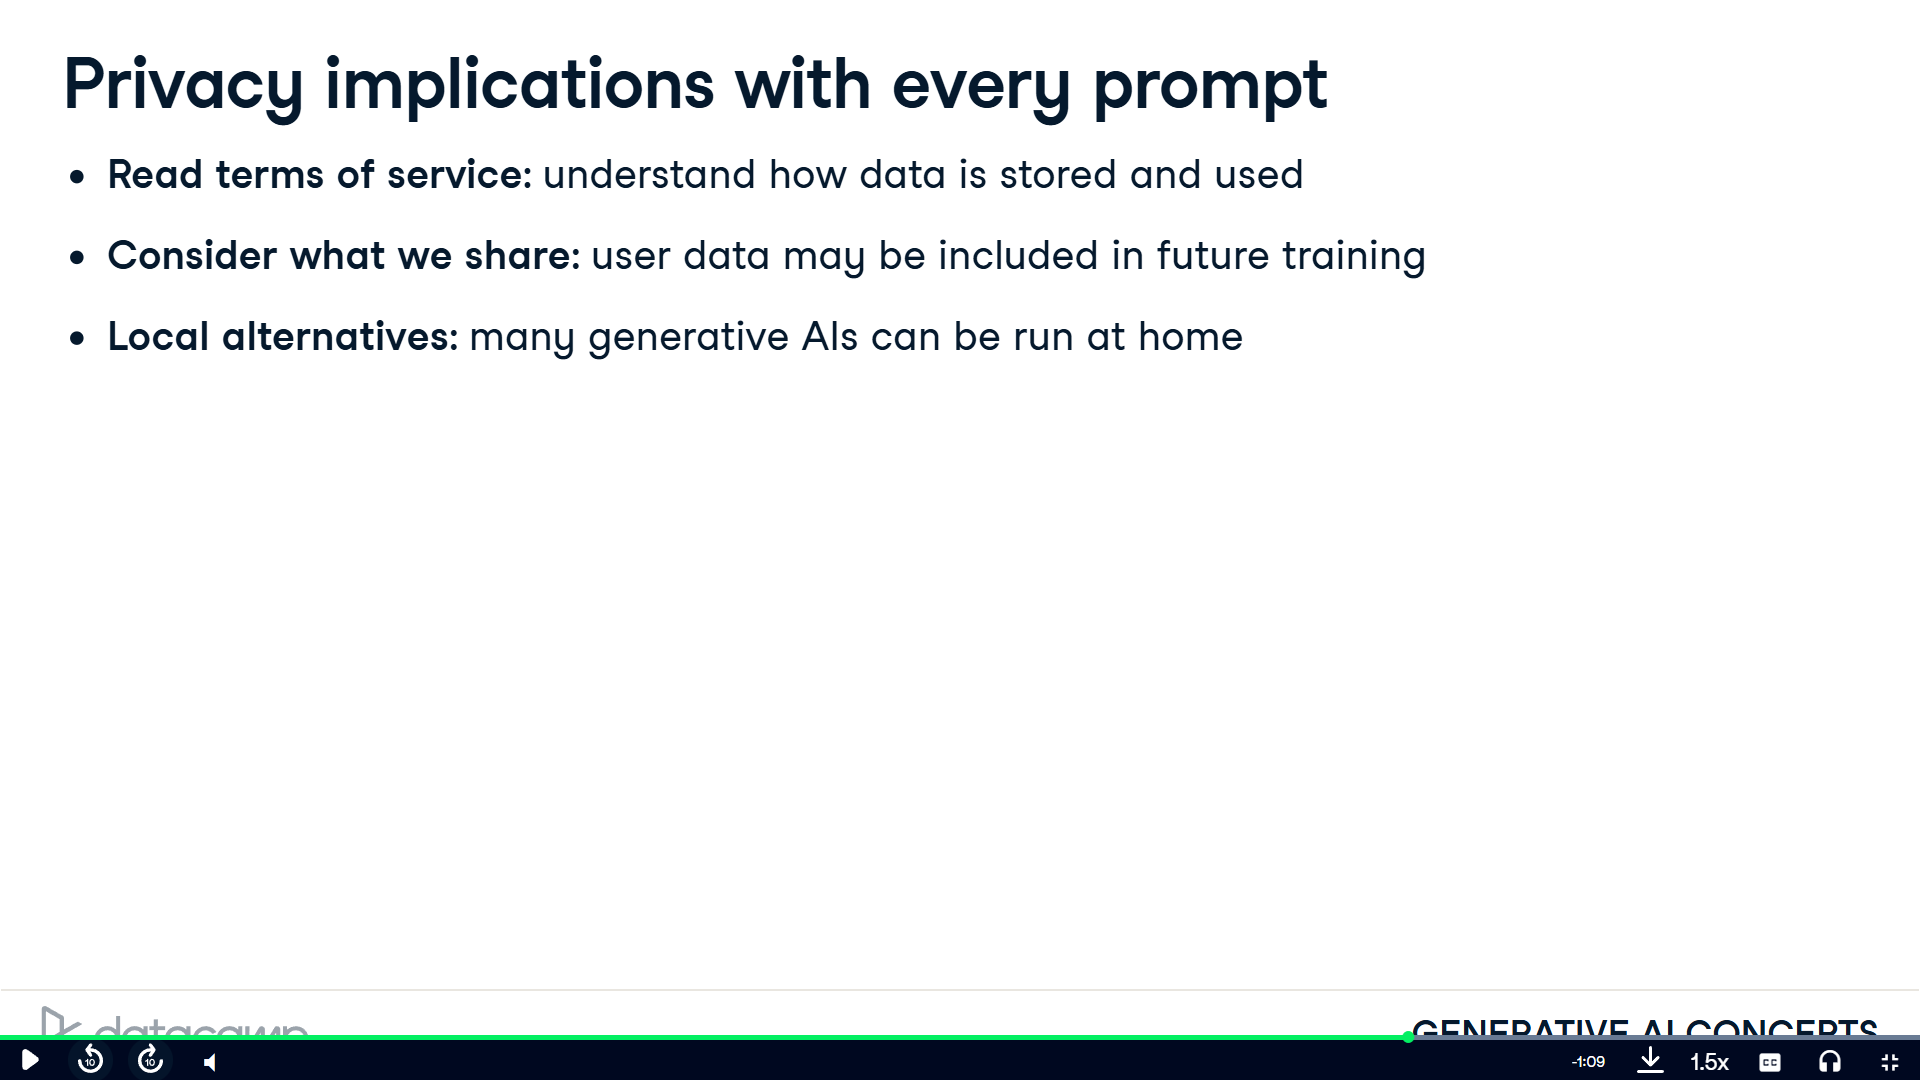 Privacy implications with every prompt
• Read terms of service: understand how data is stored and used
• Consider what we share: user data may be included in future training
• Local alternatives: many generative AIs can be run at home
datacamp
GENERATIVE AI CONCEPTS
10
10
-1:09
1.5x
CC